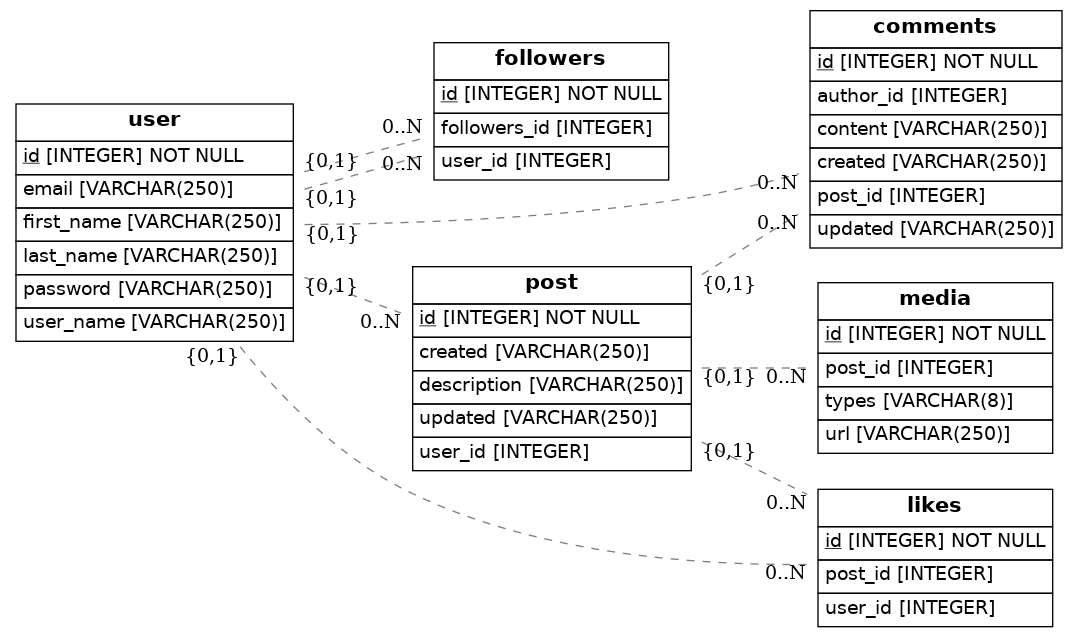 user
id [INTEGER] NOT NULL
email [VARCHAR(250)]
first_name [VARCHAR(250)]
last_name [VARCHAR(250)]
password [VARCHAR(250)]
user_name [VARCHAR(250)]
{0,1}
{0,1}
{0,1}
{0,1}
{0,1}
followers
id [INTEGER] NOT NULL
followers_id [INTEGER]
user_id [INTEGER]
0..N
0..N
post
id [INTEGER] NOT NULL
created [VARCHAR(250)]
description [VARCHAR(250)]
updated [VARCHAR(250)]
user_id [INTEGER]
0..N
{0,1}
{0,1}
{0,1}
comments
id [INTEGER] NOT NULL
author_id [INTEGER]
content [VARCHAR(250)]
created [VARCHAR(250)]
post_id [INTEGER]
updated [VARCHAR(250)]
0..N
0..N
media
id [INTEGER] NOT NULL
post_id [INTEGER]
types [VARCHAR(8)]
url [VARCHAR(250)]
0..N
likes
id [INTEGER] NOT NULL
post_id [INTEGER]
user_id [INTEGER]
0..N
0..N